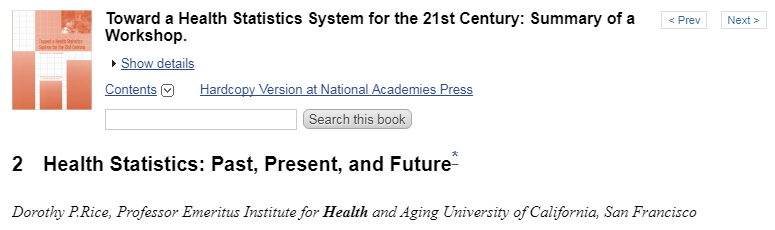 Toward a Health Statistics System for the 21st Century: Summary of a
Workshop.
< Prev
Next >
Show details
Contents
Hardcopy Version at National Academies Press
Search this book
2 Health Statistics: Past, Present, and Future*
Dorothy P.Rice, Professor Emeritus Institute for Health and Aging University of California, San Francisco